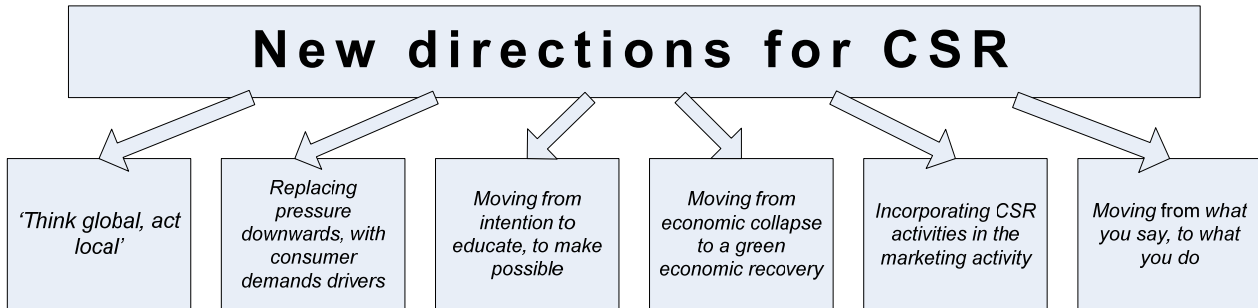 New directions for CSR
'Think global, act
local'
Replacing
pressure
downwards, with
consumer
demands drivers
Moving from
intention to
educate, to make
possible
Moving from
economic collapse
to a green
economic recovery
Incorporating CSR
activities in the
marketing activity
Moving from what
you say, to what
you do